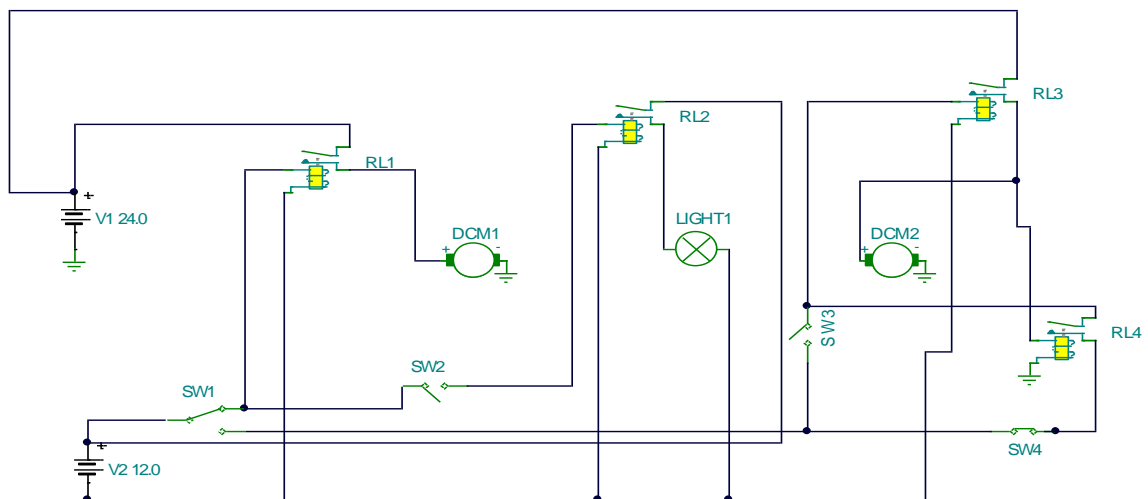 RL3
RL2
RL1
V1 24.0
+
LIGHT1
DCM1
+ -
DCM2
+ -
SW3
RL4
SW2
SW1
+
V2 12.0
SW4